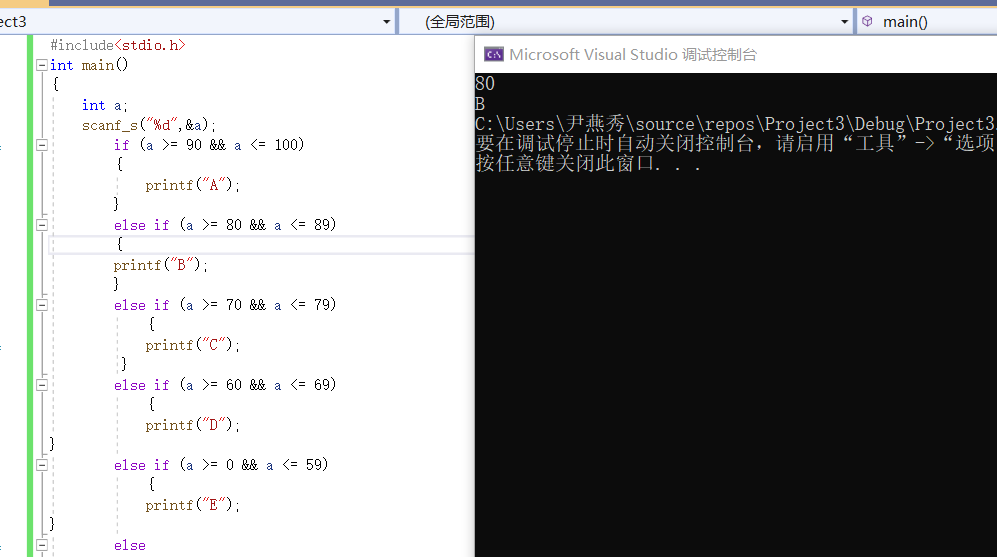 ect3 (全局范围) main()
#include<stdio.h>
int main()
{
int a;
scanf_s("%d",&a);
if (a >= 90 && a <= 100)
{
printf("A");
}
else if (a >= 80 && a <= 89)
{
printf("B");
}
else if (a >= 70 && a <= 79)
{
printf("C");
}
else if (a >= 60 && a <= 69)
{
printf("D");
}
else if (a >= 0 && a <= 59)
{
printf("E");
}
else
C:\ Microsoft Visual Studio 调试控制台
80
B
C:\Users\尹燕秀\source\repos\Project3\Debug\Project3.
要在调试停止时自动关闭控制台，请启用“工具”->“选项
按任意键关闭此窗口. . .